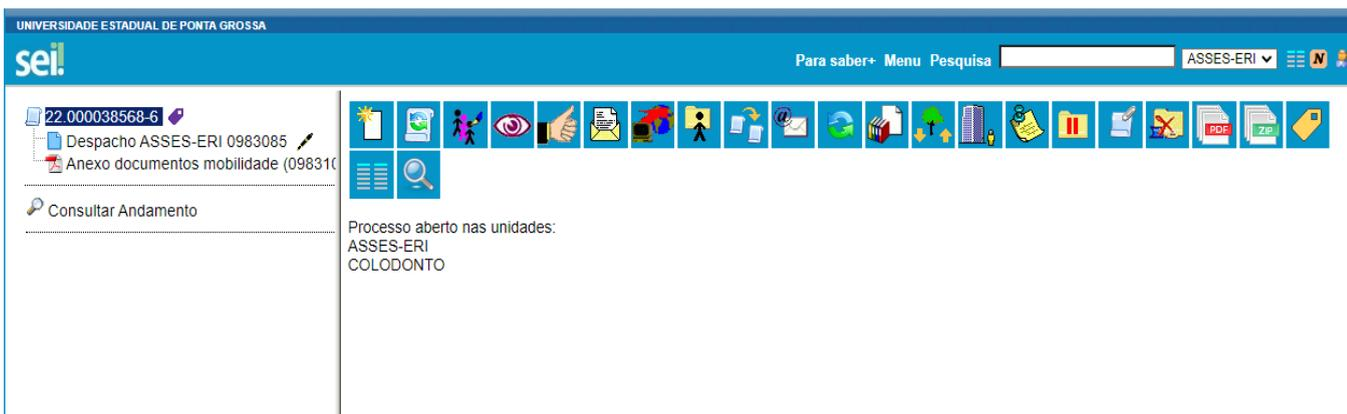 UNIVERSIDADE ESTADUAL DE PONTA GROSSA
sei!
Para saber+ Menu Pesquisa ASSES-ERI N
22.000038568-6
Despacho ASSES-ERI 0983085
Anexo documentos mobilidade (098310
Consultar Andamento
PDF
ZIP
Processo aberto nas unidades:
ASSES-ERI
COLODONTO